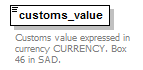 customs_value
Customs value expressed in
currency CURRENCY. Box
46 in SAD.